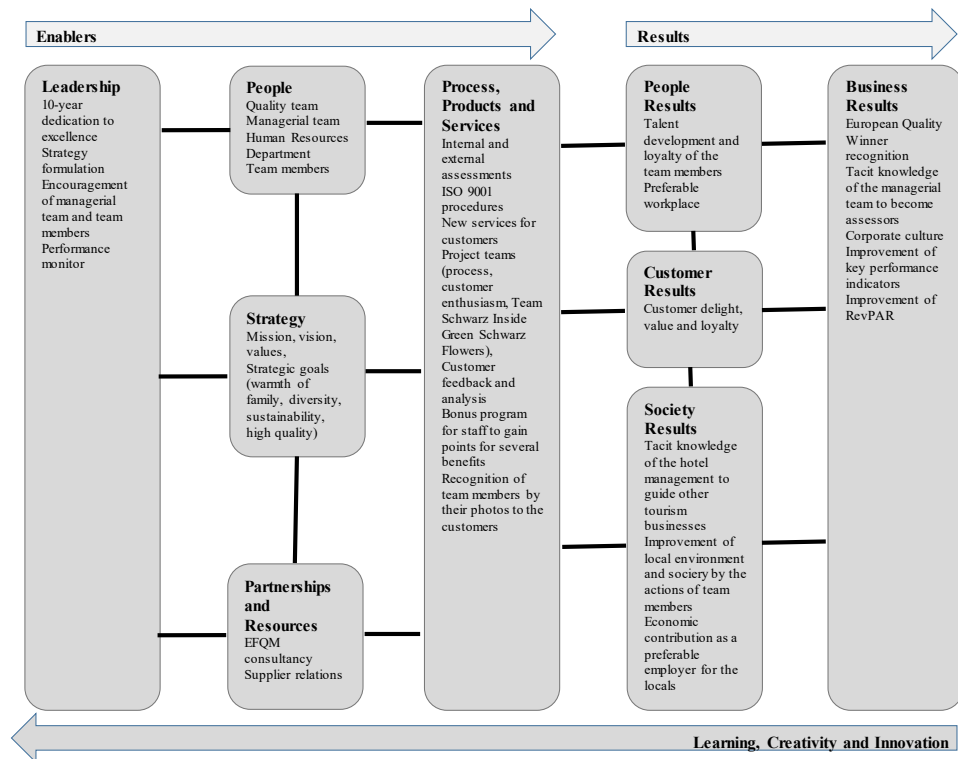 Enablers
Results
Leadership
10-year
dedication to
excellence
Strategy
formulation
Encouragement
of managerial
team and team
members
Performance
monitor
People
Quality team
Managerial team
Human Resources
Department
Team members
Strategy
Mission, vision,
values,
Strategic goals
(warmth of
family, diversity,
sustainability,
high quality)
Partnerships
and
Resources
EFQM
consultancy
Supplier relations
Process,
Products and
Services
Internal and
external
assessments
ISO 9001
procedures
New services for
customers
Project teams
(process,
customer
enthusiasm, Team
Schwarz Inside
Green Schwarz
Flowers),
Customer
feedback and
analysis
Bonus program
for staff to gain
points for several
benefits
Recognition of
team members by
their photos to the
customers
People
Results
Talent
development and
loyalty of the
team members
Preferable
workplace
Customer
Results
Customer delight,
value and loyalty
Society
Results
Tacit knowledge
of the hotel
management to
guide other
tourism
businesses
Improvement of
local environment
and sociery by the
actions of team
members
Economic
contribution as a
preferable
employer for the
locals
Business
Results
European Quality
Winner
recognition
Tacit knowledge
of the managerial
team to become
assessors
Corporate culture
Improvement of
key performance
indicators
Improvement of
RevPAR
Learning, Creativity and Innovation